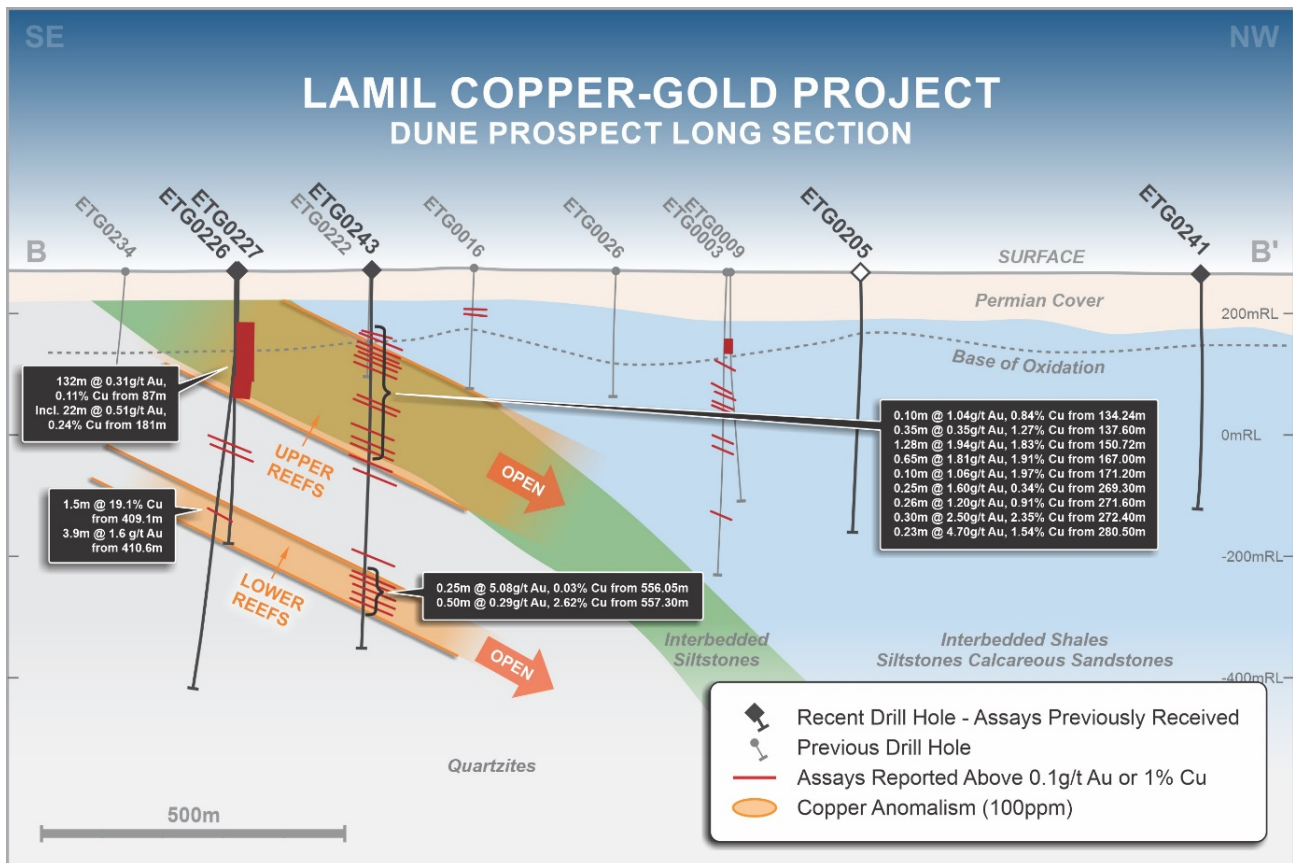 SE
NW
LAMIL COPPER-GOLD PROJECT
DUNE PROSPECT LONG SECTION
ETG0234
ETG0227
ETG0226
ETG0243
ETG0222
ETG0016
ETG0026
ETG0009
ETG0003
ETG0205
ETG0241
B
B'
SURFACE
Permian Cover
200mRL
Base of Oxidation
132m @ 0.31g/t Au,
0.11% Cu from 87m
Incl. 22m @ 0.51g/t Au,
0.24% Cu from 181m
0.10m @ 1.04g/t Au, 0.84% Cu from 134.24m
0.35m @ 0.35g/t Au, 1.27% Cu from 137.60m
1.28m @ 1.94g/t Au, 1.83% Cu from 150.72m
0.65m @ 1.81g/t Au, 1.91% Cu from 167.00m
0.10m @ 1.06g/t Au, 1.97% Cu from 171.20m
0.25m @ 1.60g/t Au, 0.34% Cu from 269.30m
0.26m @ 1.20g/t Au, 0.91% Cu from 271.60m
0.30m @ 2.50g/t Au, 2.35% Cu from 272.40m
0.23m @ 4.70g/t Au, 1.54% Cu from 280.50m
0mRL
UPPER
REEFS
OPEN
1.5m @ 19.1% Cu
from 409.1m
3.9m @ 1.6 g/t Au
from 410.6m
-200mRL
LOWER
REEFS
0.25m @ 5.08g/t Au, 0.03% Cu from 556.05m
0.50m @ 0.29g/t Au, 2.62% Cu from 557.30m
OPEN
Interbedded
Siltstones
Interbedded Shales
Siltstones Calcareous Sandstones
-400mRL
Quartzites
Recent Drill Hole - Assays Previously Received
Previous Drill Hole
Assays Reported Above 0.1g/t Au or 1% Cu
Copper Anomalism (100ppm)
500m